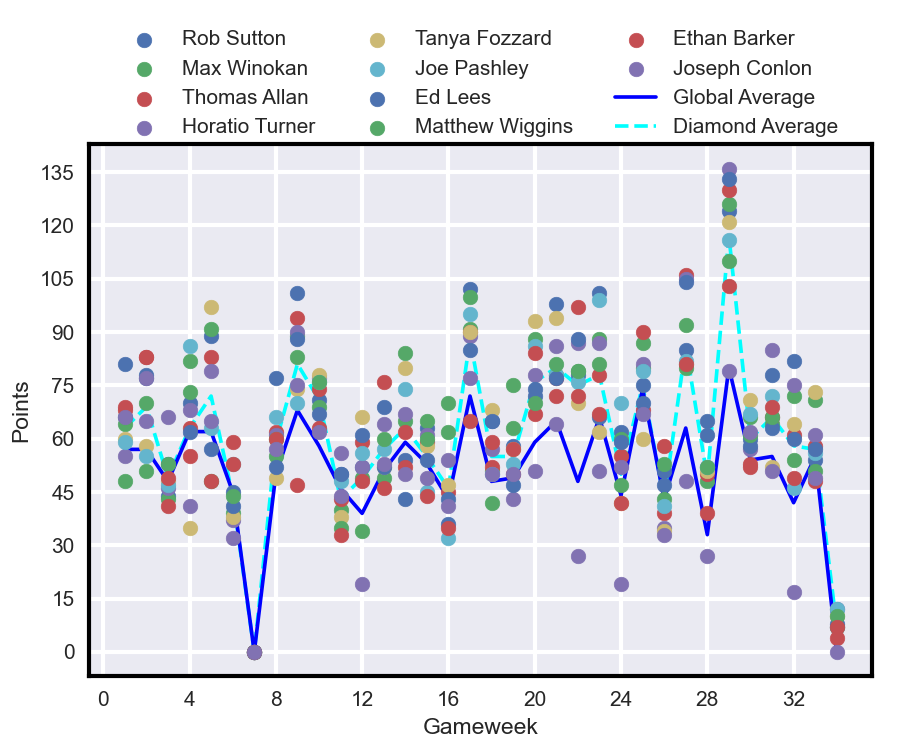 Rob Sutton
Max Winokan
Thomas Allan
Horatio Turner
Tanya Fozzard
Joe Pashley
Ed Lees
Matthew Wiggins
Ethan Barker
Joseph Conlon
Global Average
Diamond Average
135
120
105
90
75
60
45
30
15
0
Points
0 4 8 12 16 20 24 28 32
Gameweek